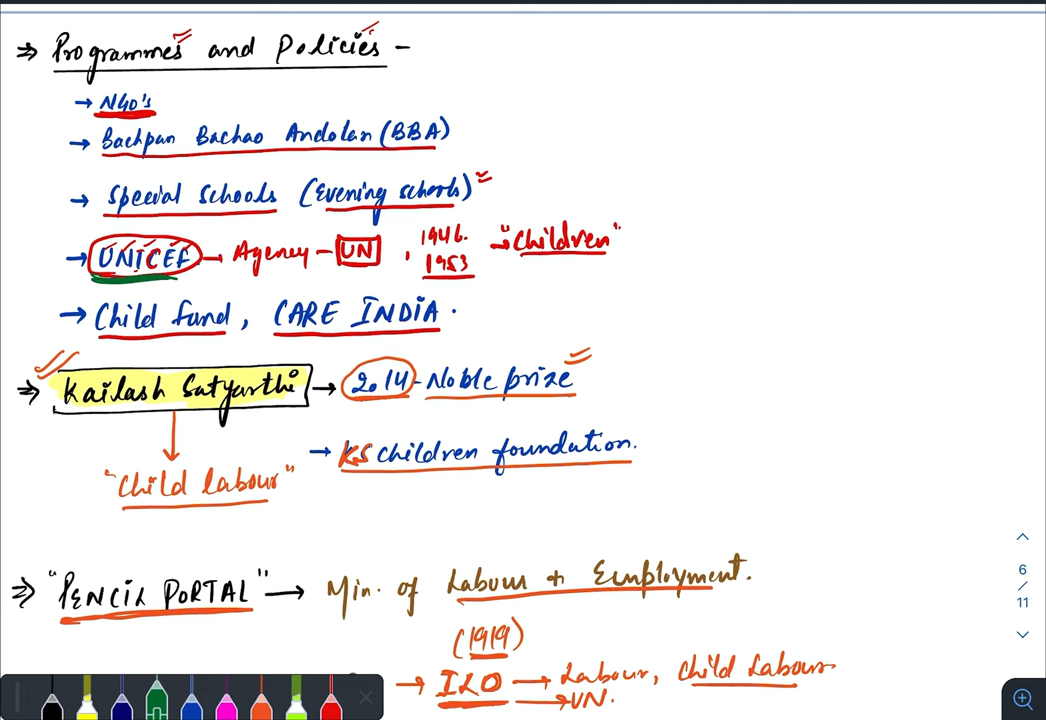 ⇒ Programmes and Policies -
→ NGO's
→ Bachpan Bachao Andolan (BBA)
→ Special Schools (Evening schools)
→ UNICEF → Agency - UN, 1946. 1953 → "Children"
→ Child fund, CARE INDIA.
⇒ Kailash Satyarthi → 2014 - Noble prize
→ KS children foundation.
"Child labour"
⇒ "PENCIL PORTAL" → Min. of Labour + Employment.
(1919)
→ ILO → Labour, Child Labour
→ UN.
6
/
11